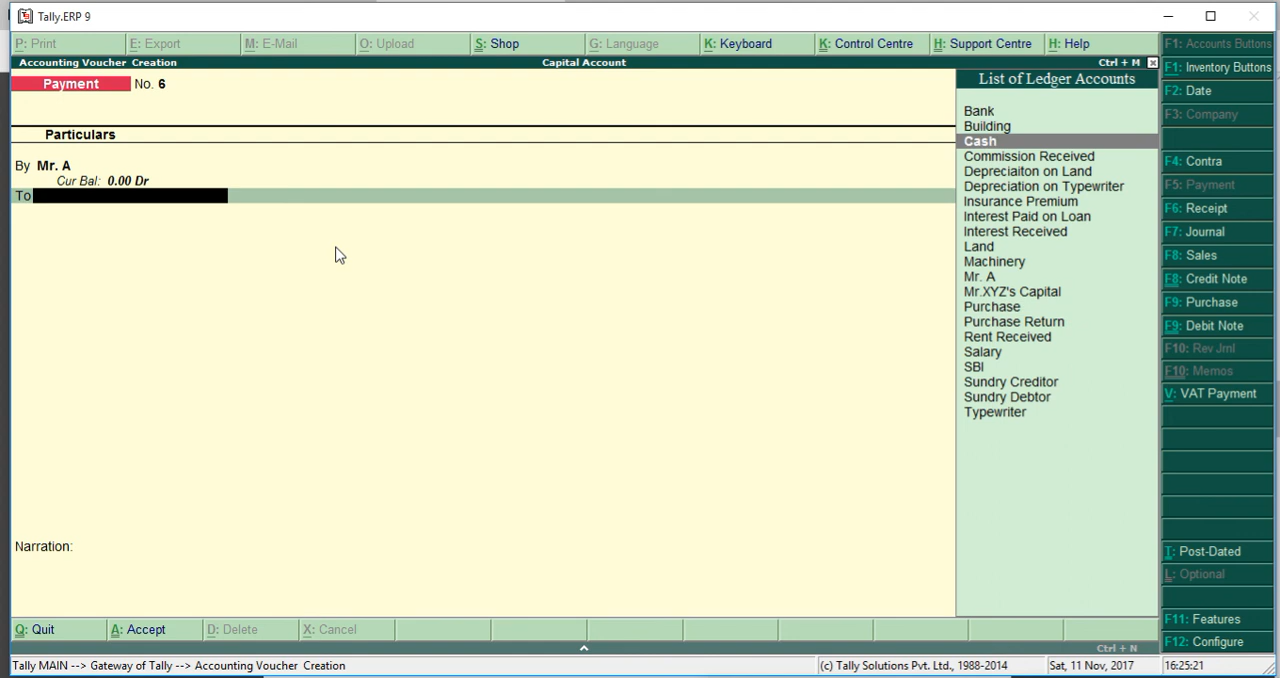 Tally.ERP 9
P: Print E: Export M: E-Mail O: Upload S: Shop G: Language K: Keyboard K: Control Centre H: Support Centre H: Help
Accounting Voucher Creation Capital Account Ctrl + M
Payment No. 6
Particulars
By Mr. A
Cur Bal: 0.00 Dr
To
List of Ledger Accounts
Bank
Building
Cash
Commission Received
Depreciaiton on Land
Depreciation on Typewriter
Insurance Premium
Interest Paid on Loan
Interest Received
Land
Machinery
Mr. A
Mr.XYZ's Capital
Purchase
Purchase Return
Rent Received
Salary
SBI
Sundry Creditor
Sundry Debtor
Typewriter
F1: Accounts Buttons
F1: Inventory Buttons
F2: Date
F3: Company
F4: Contra
F5: Payment
F6: Receipt
F7: Journal
F8: Sales
F8: Credit Note
F9: Purchase
F9: Debit Note
F10: Rev Jrnl
F10: Memos
V: VAT Payment
T: Post-Dated
L: Optional
F11: Features
F12: Configure
Narration:
Q: Quit A: Accept D: Delete X: Cancel
Ctrl + N
Tally MAIN --> Gateway of Tally --> Accounting Voucher Creation (c) Tally Solutions Pvt. Ltd., 1988-2014 Sat, 11 Nov, 2017 16:25:21